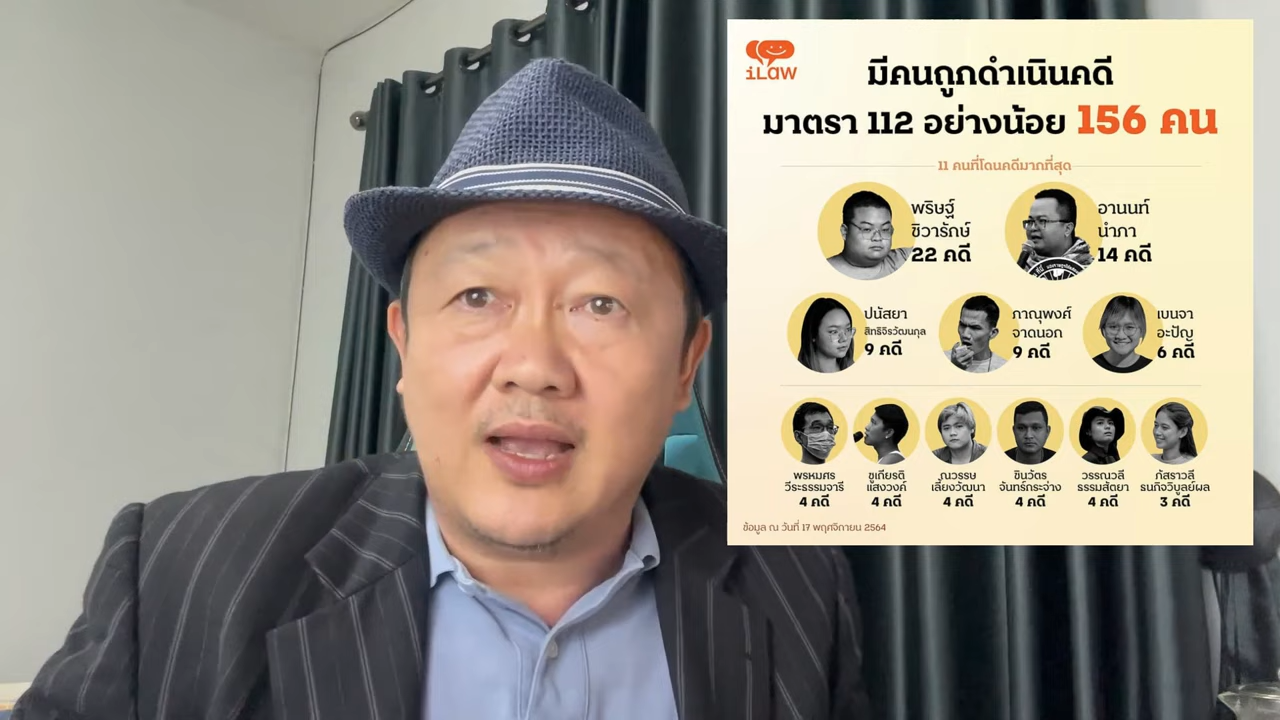 iLaw
มีคนถูกดำเนินคดี
มาตรา 112 อย่างน้อย 156 คน
11 คนที่โดนคดีมากที่สุด
พริษฐ์
ชิวารักษ์
22 คดี
อานนท์
นำภา
14 คดี
ปนัสยา
สิทธิจิรวัฒนกุล
9 คดี
ภาณุพงศ์
จาดนอก
9 คดี
เบนจา
อะปัญ
6 คดี
พรหมศร
วีระธรรมจารี
4 คดี
ชูเกียรติ
แสงวงค์
4 คดี
ณวรรษ
เลี้ยงวัฒนา
4 คดี
ชินวัตร
จันทร์กระจ่าง
4 คดี
วรรณวลี
ธรรมสัตยา
4 คดี
ภัสราวลี
ธนกิจวิบูลย์ผล
3 คดี
ข้อมูล ณ วันที่ 17 พฤศจิกายน 2564